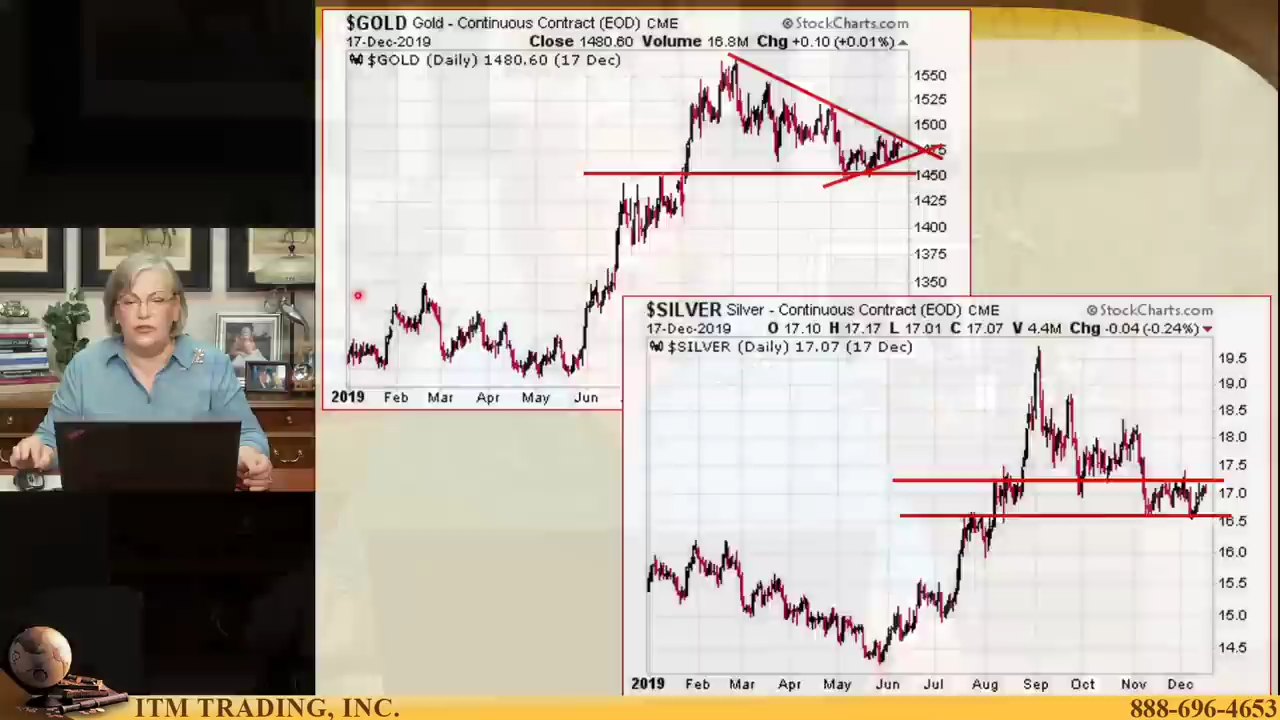 $GOLD Gold - Continuous Contract (EOD) CME
© StockCharts.com
17-Dec-2019
Close 1480.60 Volume 16.8M Chg +0.10 (+0.01%)
$GOLD (Daily) 1480.60 (17 Dec)
1550
1525
1500
1450
1425
1400
1375
1350
2019 Feb Mar Apr May Jun
$SILVER Silver - Continuous Contract (EOD) CME
© StockCharts.com
17-Dec-2019
O 17.10 H 17.17 L 17.01 C 17.07 V 4.4M Chg -0.04 (-0.24%)
$SILVER (Daily) 17.07 (17 Dec)
19.5
19.0
18.5
18.0
17.5
17.0
16.5
16.0
15.5
15.0
14.5
2019 Feb Mar Apr May Jun Jul Aug Sep Oct Nov Dec
ITM TRADING, INC.
888-696-4653